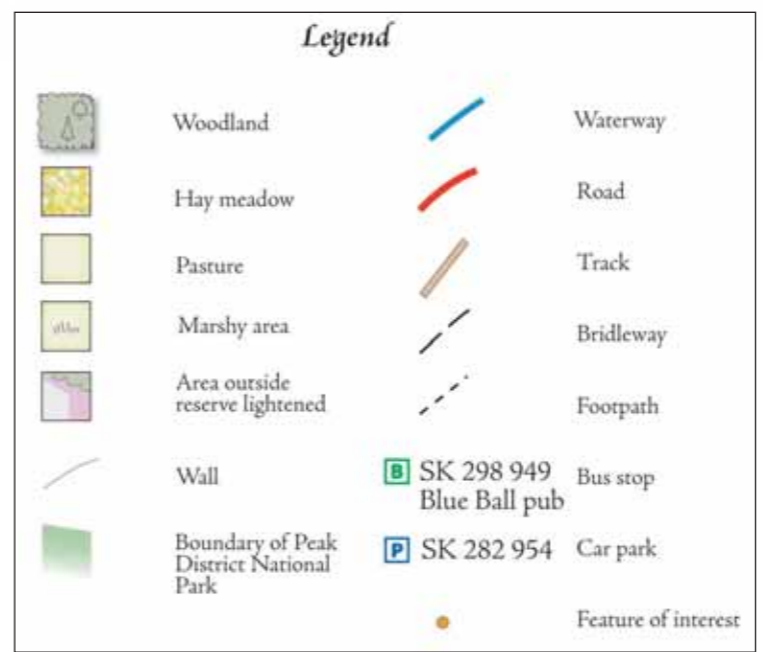 Legend
Woodland
Hay meadow
Pasture
Marshy area
Area outside
reserve lightened
Wall
Boundary of Peak
District National
Park
Waterway
Road
Track
Bridleway
Footpath
B SK 298 949
Blue Ball pub
Bus stop
P SK 282 954
Car park
Feature of interest